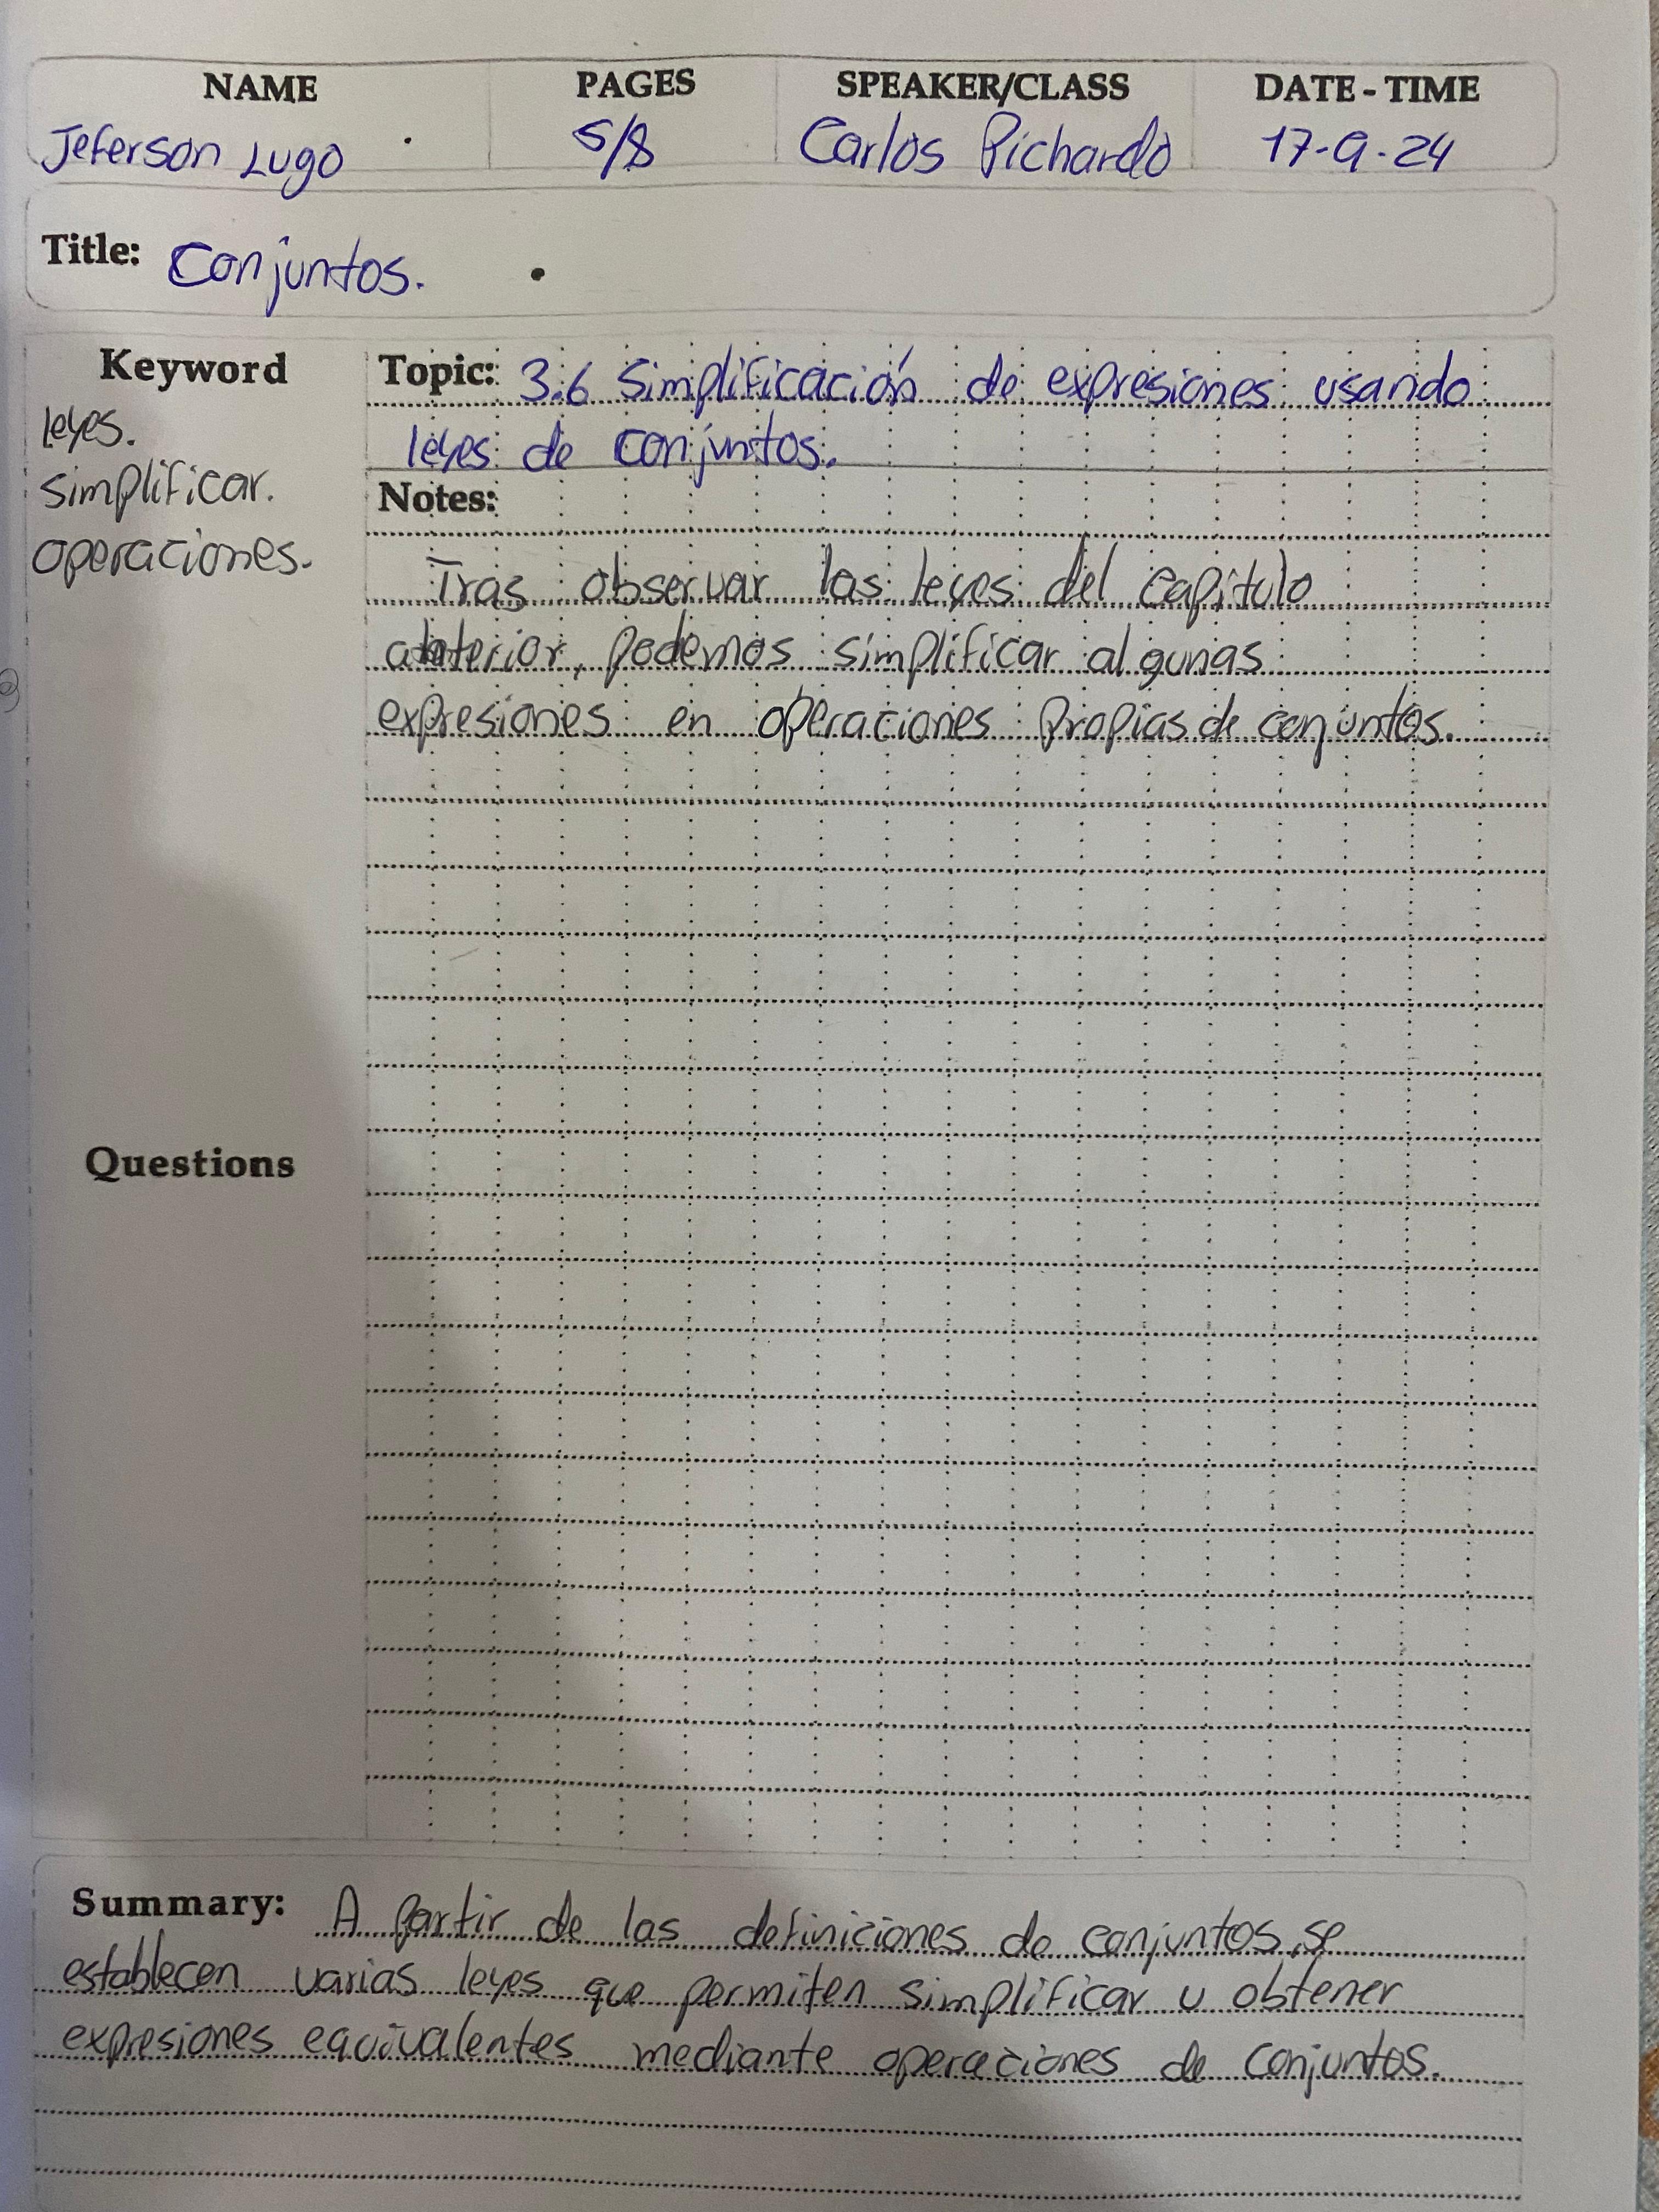 NAME PAGES SPEAKER/CLASS DATE - TIME
Jeferson Lugo 5/8 Carlos Pichardo 17-9-24
Title: Conjuntos.
Keyword
leyes.
simplificar.
operaciones.
Topic: 3.6 Simplificación de expresiones usando
leyes de conjuntos.
Notes:
Tras observar las leyes del capítulo
anterior, podemos simplificar algunas
expresiones en operaciones propias de conjuntos.
Questions
Summary: A partir de las definiciones de conjuntos, se
establecen varias leyes que permiten simplificar u obtener
expresiones equivalentes mediante operaciones de conjuntos.